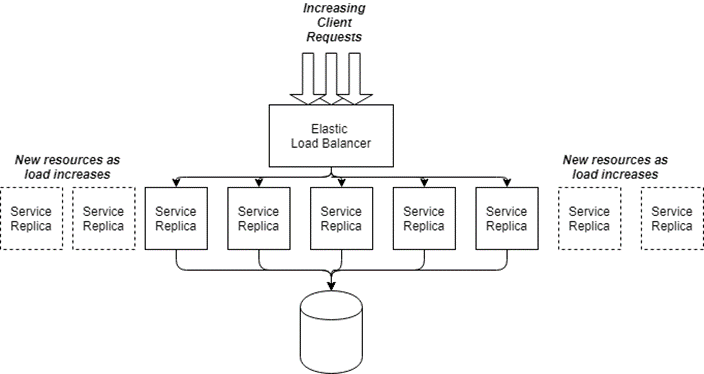 Increasing
Client
Requests
Elastic
Load Balancer
New resources as
load increases
New resources as
load increases
Service
Replica
Service
Replica
Service
Replica
Service
Replica
Service
Replica
Service
Replica
Service
Replica
Service
Replica
Service
Replica